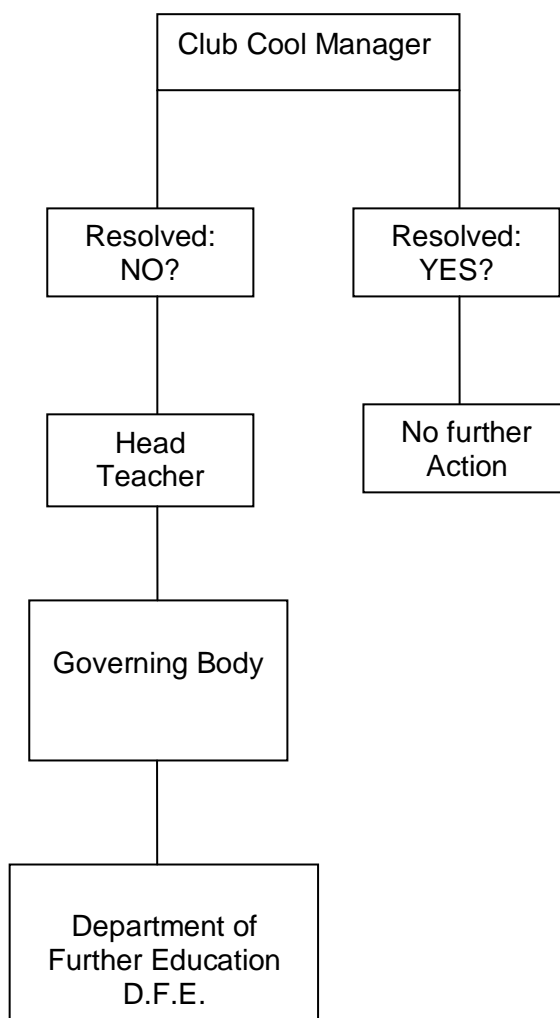 Club Cool Manager
Resolved:
NO?
Resolved:
YES?
Head
Teacher
No further
Action
Governing Body
Department of
Further Education
D.F.E.